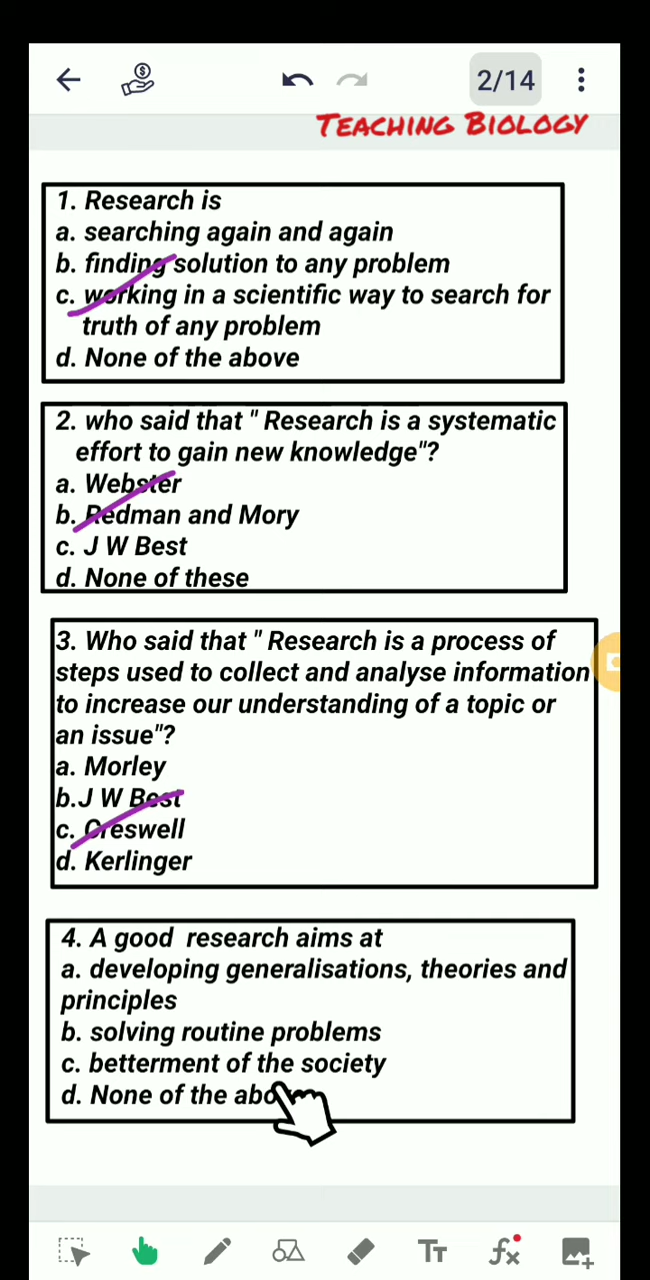 2/14
TEACHING BIOLOGY
1. Research is
a. searching again and again
b. finding solution to any problem
c. working in a scientific way to search for
truth of any problem
d. None of the above
2. who said that " Research is a systematic
effort to gain new knowledge"?
a. Webster
b. Redman and Mory
c. J W Best
d. None of these
3. Who said that " Research is a process of
steps used to collect and analyse information
to increase our understanding of a topic or
an issue"?
a. Morley
b.J W Best
c. Creswell
d. Kerlinger
4. A good research aims at
a. developing generalisations, theories and
principles
b. solving routine problems
c. betterment of the society
d. None of the
Tт
fx